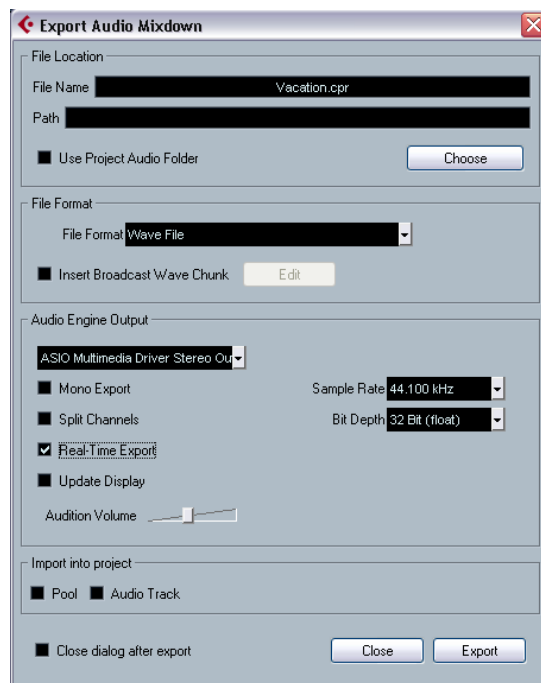 Export Audio Mixdown
File Location
File Name Vacation.cpr
Path
Use Project Audio Folder Choose
File Format
File Format Wave File
Insert Broadcast Wave Chunk Edit
Audio Engine Output
ASIO Multimedia Driver Stereo Ou
Mono Export Sample Rate 44.100 kHz
Split Channels Bit Depth 32 Bit (float)
Real-Time Export
Update Display
Audition Volume
Import into project
Pool Audio Track
Close dialog after export Close Export